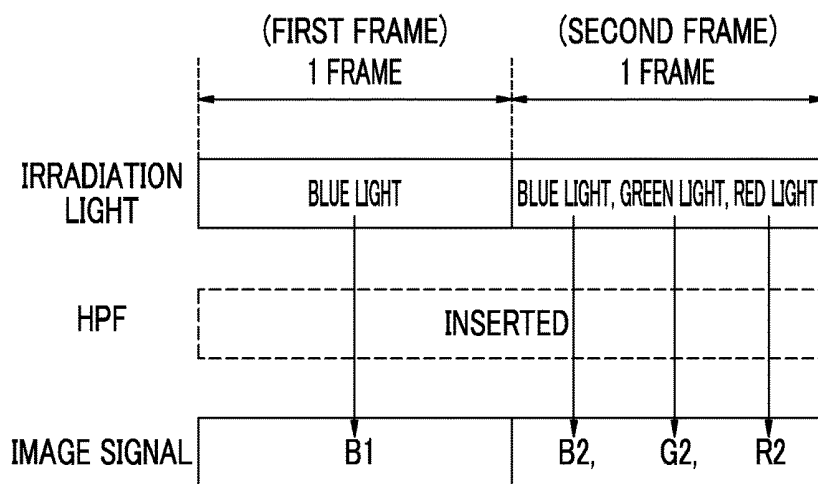 (FIRST FRAME) (SECOND FRAME)
1 FRAME 1 FRAME
IRRADIATION
LIGHT
BLUE LIGHT BLUE LIGHT, GREEN LIGHT, RED LIGHT
HPF INSERTED
IMAGE SIGNAL B1 B2, G2, R2